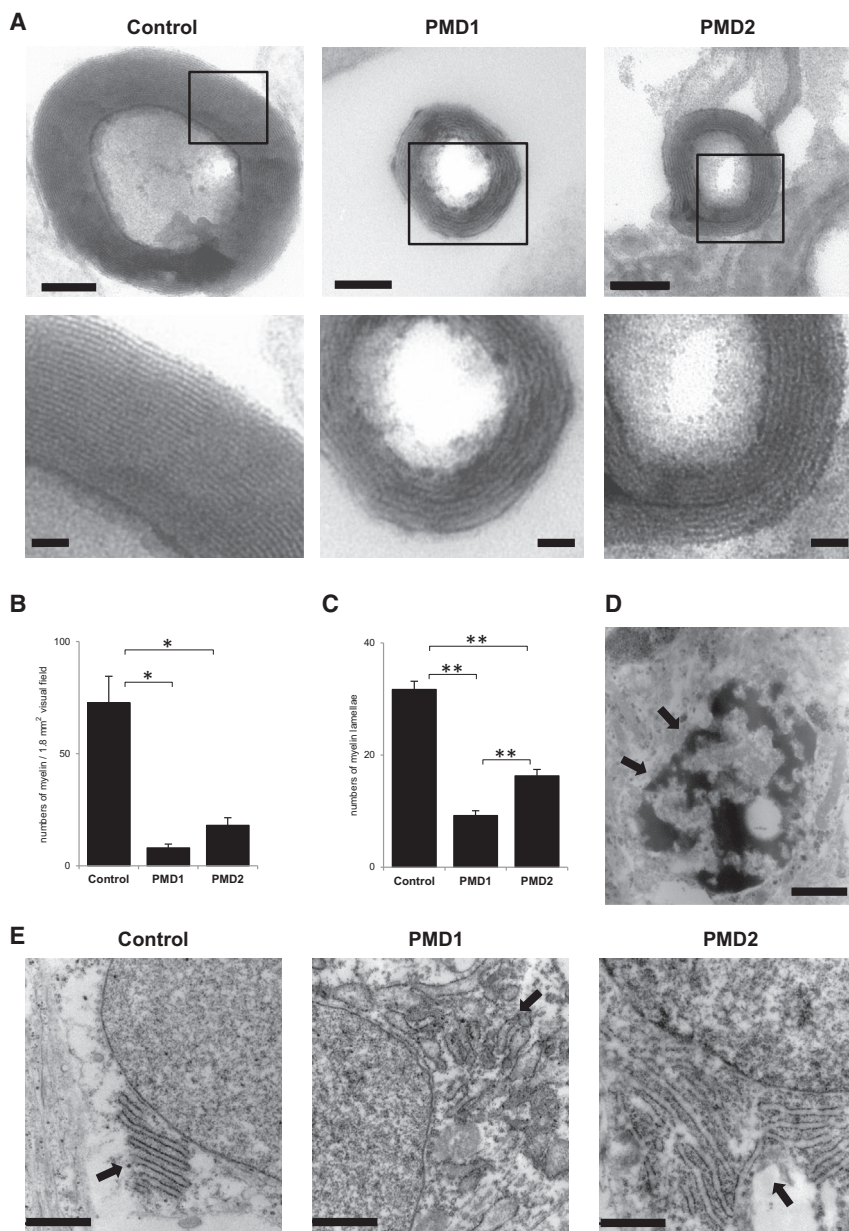 A
Control
PMD1
PMD2
B
100
50
0
numbers of myelin / 1.8 mm² visual field
*
*
Control
PMD1
PMD2
C
40
20
0
numbers of myelin lamellae
**
**
**
Control
PMD1
PMD2
D
E
Control
PMD1
PMD2